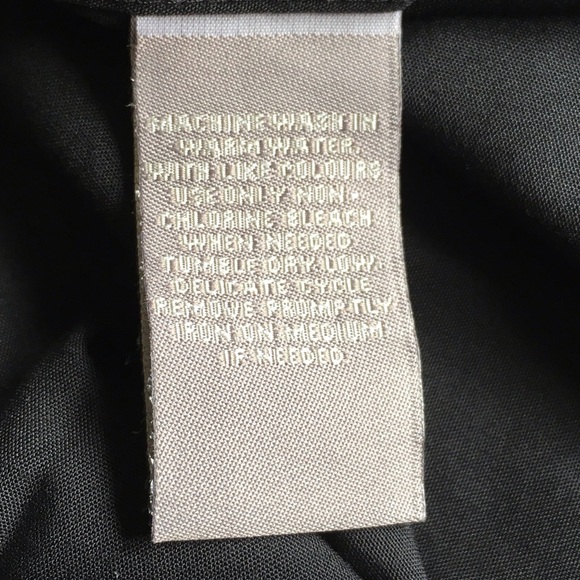 MACHINE WASH IN
WARM WATER.
WITH LIKE COLOURS
USE ONLY NON-
CHLORINE BLEACH
WHEN NEEDED
TUMBLE DRY. LOW.
DELICATE CYCLE
REMOVE PROMPTLY
IRON ON MEDIUM
IF NEEDED.